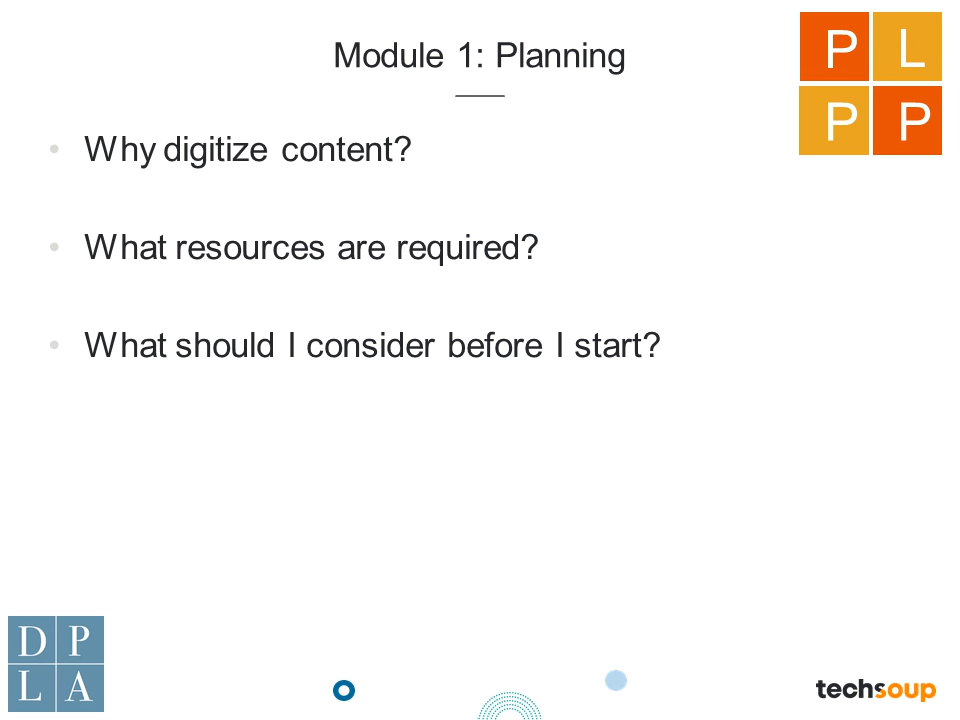 Module 1: Planning
P L
P P
• Why digitize content?
• What resources are required?
• What should I consider before I start?
D P
L A
techsoup